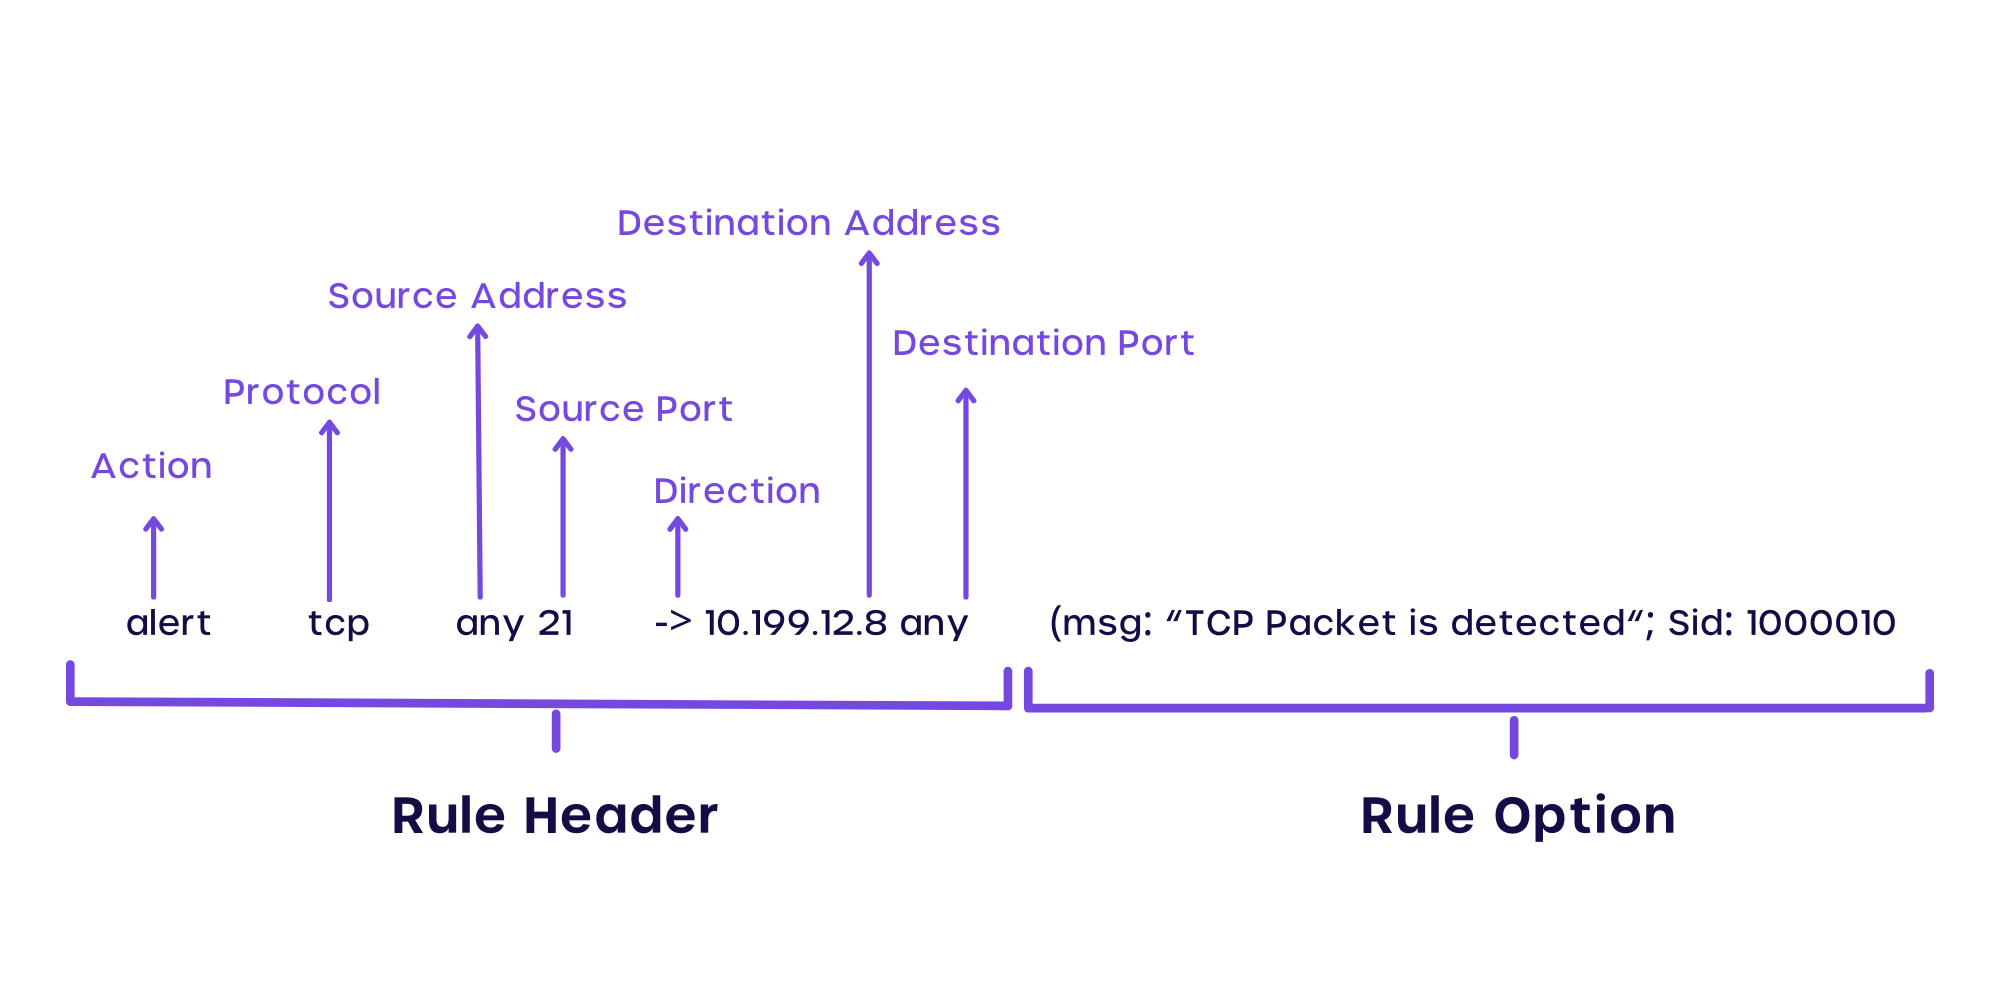 Destination Address
Source Address
Destination Port
Protocol
Source Port
Action
Direction
alert tcp any 21 -> 10.199.12.8 any (msg: “TCP Packet is detected“; Sid: 1000010
Rule Header Rule Option